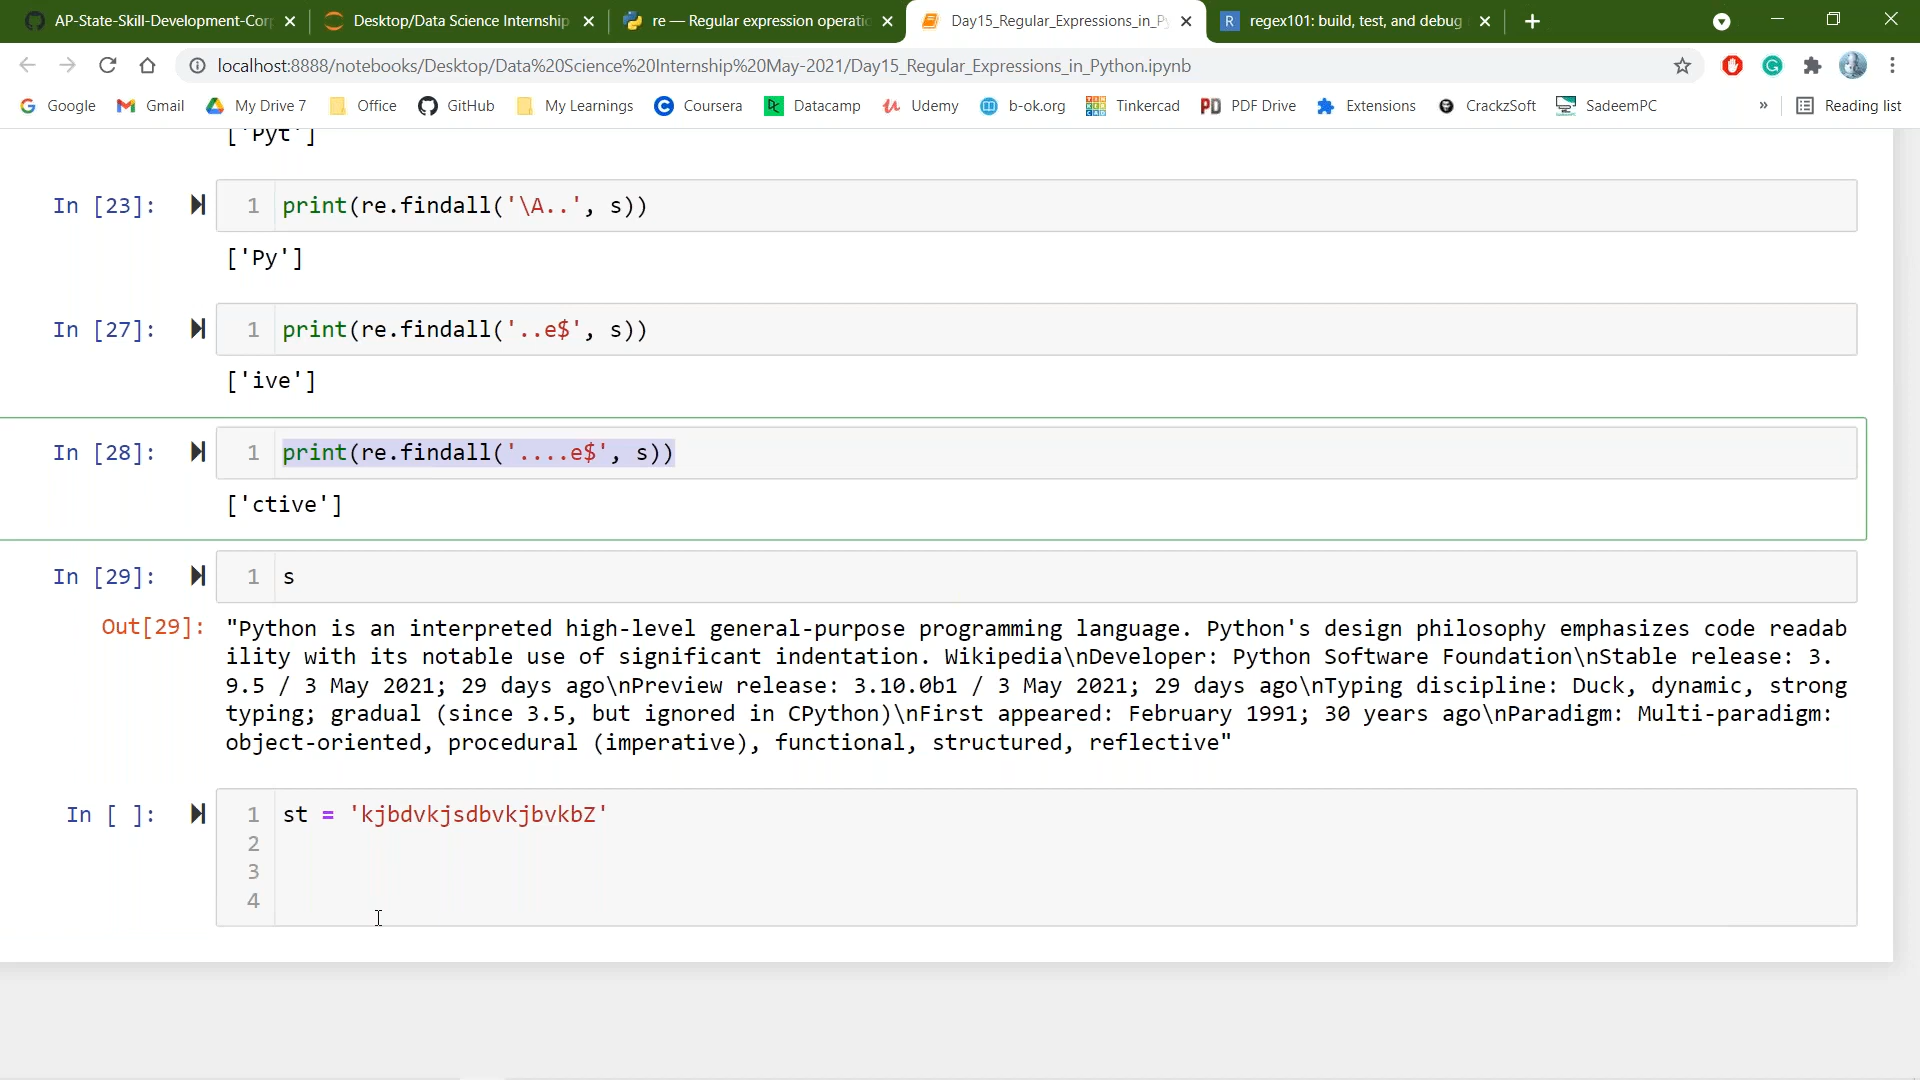 AP-State-Skill-Development-Cor
Desktop/Data Science Internship
re — Regular expression operatio
Day15_Regular_Expressions_in_Py
regex101: build, test, and debug
localhost:8888/notebooks/Desktop/Data%20Science%20Internship%20May-2021/Day15_Regular_Expressions_in_Python.ipynb
Google Gmail My Drive 7 Office GitHub My Learnings Coursera Datacamp Udemy b-ok.org Tinkercad PDF Drive Extensions CrackzSoft SadeemPC » Reading list
['Pyt']
In [23]: 1 print(re.findall('\A..', s))
['Py']
In [27]: 1 print(re.findall('..e$', s))
['ive']
In [28]: 1 print(re.findall('....e$', s))
['ctive']
In [29]: 1 s
Out[29]: "Python is an interpreted high-level general-purpose programming language. Python's design philosophy emphasizes code readab
ility with its notable use of significant indentation. Wikipedia\nDeveloper: Python Software Foundation\nStable release: 3.
9.5 / 3 May 2021; 29 days ago\nPreview release: 3.10.0b1 / 3 May 2021; 29 days ago\nTyping discipline: Duck, dynamic, strong
typing; gradual (since 3.5, but ignored in CPython)\nFirst appeared: February 1991; 30 years ago\nParadigm: Multi-paradigm:
object-oriented, procedural (imperative), functional, structured, reflective"
In [ ]: 1 st = 'kjbdvkjsdbvkjbvkbZ'
2
3
4